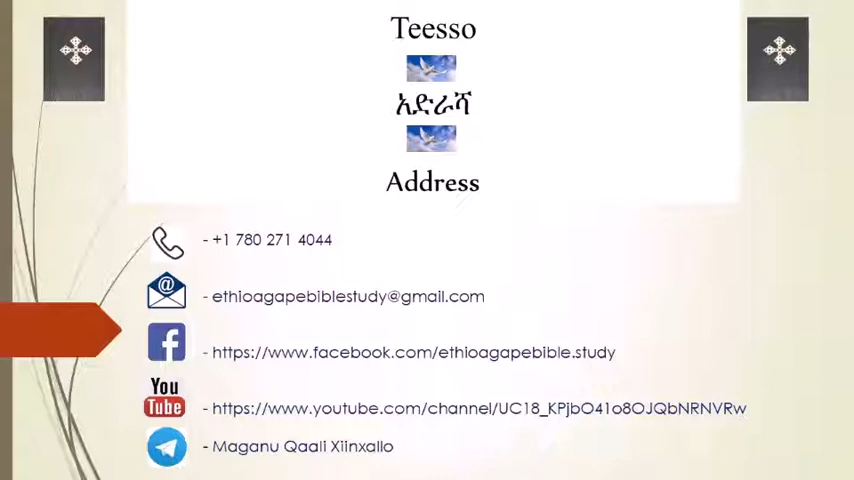 Teesso
አድራሻ
Address
- +1 780 271 4044
- ethioagapebiblestudy@gmail.com
- https://www.facebook.com/ethioagapebible.study
You
Tube
- https://www.youtube.com/channel/UC18_KPjbO41o8OJQbNRNVRw
- Maganu Qaali Xiinxallo